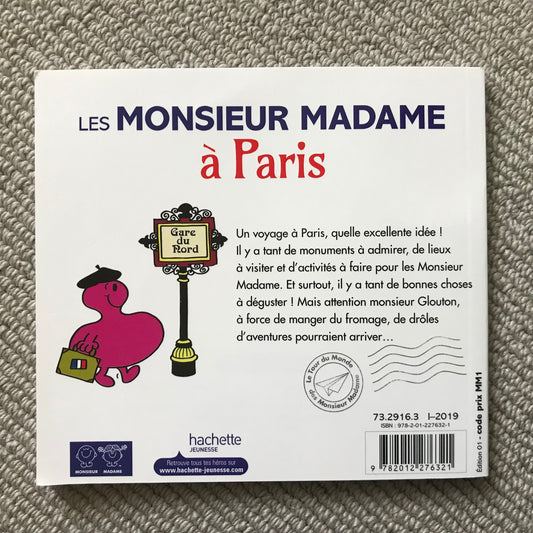 LES MONSIEUR MADAME
à Paris
Gare
du
Nord
Un voyage à Paris, quelle excellente idée !
Il y a tant de monuments à admirer, de lieux
à visiter et d'activités à faire pour les Monsieur
Madame. Et surtout, il y a tant de bonnes choses
à déguster ! Mais attention monsieur Glouton,
à force de manger du fromage, de drôles
d'aventures pourraient arriver...
Le Tour du Monde
des Monsieur Madame
73.2916.3 I-2019
ISBN : 978-2-01-227632-1
9 782012 276321
Édition 01 - code prix MM1
MONSIEUR MADAME
hachette
JEUNESSE
Retrouve tous tes héros sur
www.hachette-jeunesse.com